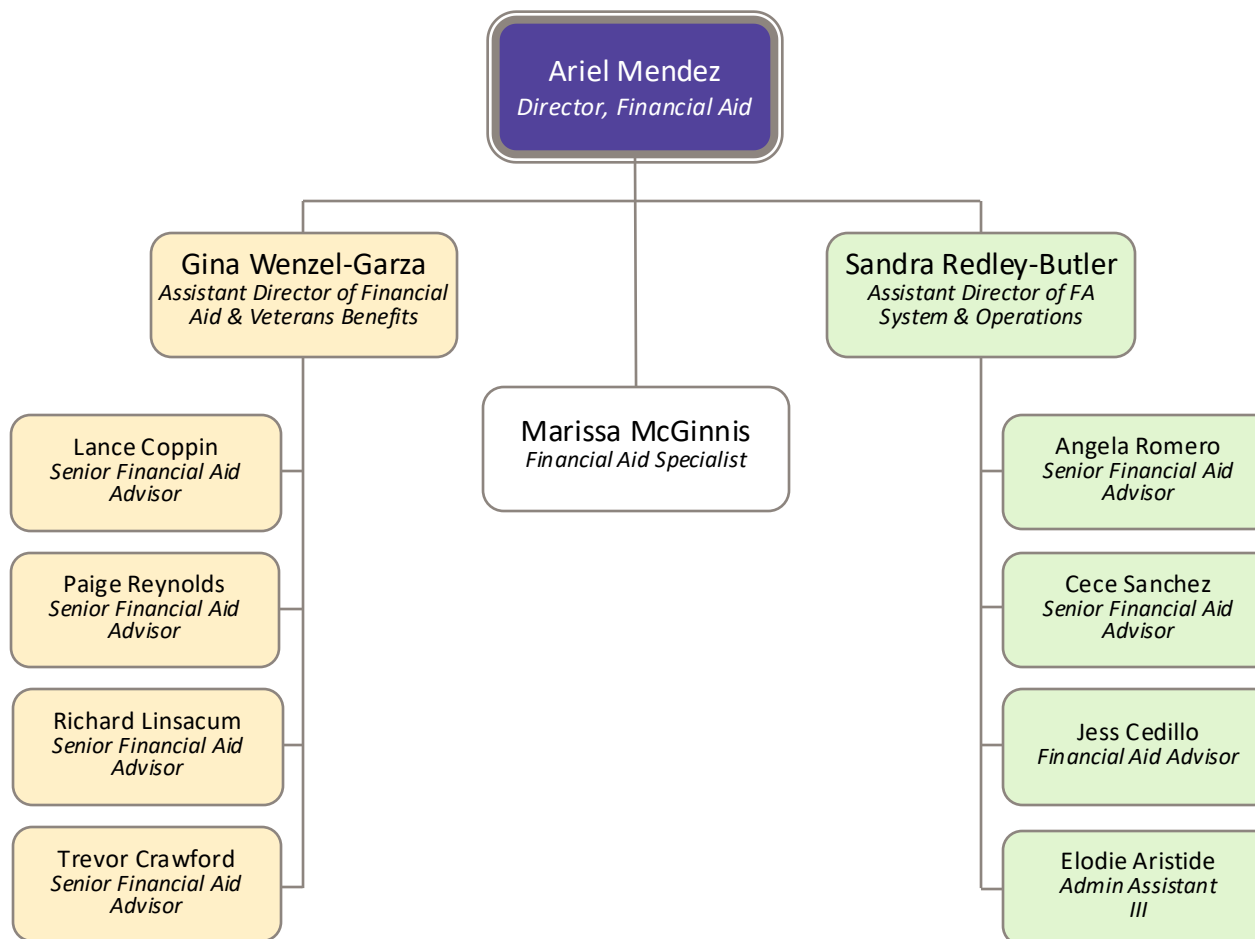 Ariel Mendez
Director, Financial Aid
Gina Wenzel-Garza
Assistant Director of Financial
Aid & Veterans Benefits
Sandra Redley-Butler
Assistant Director of FA
System & Operations
Marissa McGinnis
Financial Aid Specialist
Lance Coppin
Senior Financial Aid
Advisor
Paige Reynolds
Senior Financial Aid
Advisor
Richard Linsacum
Senior Financial Aid
Advisor
Trevor Crawford
Senior Financial Aid
Advisor
Angela Romero
Senior Financial Aid
Advisor
Cece Sanchez
Senior Financial Aid
Advisor
Jess Cedillo
Financial Aid Advisor
Elodie Aristide
Admin Assistant
III